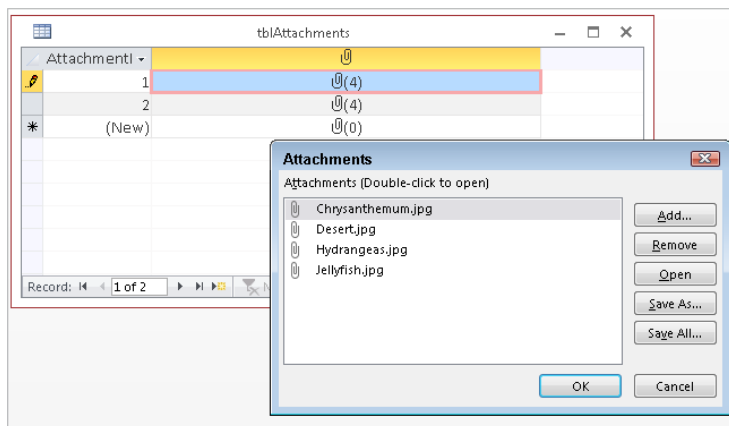 tblAttachments
AttachmentI
1 (4)
2 (4)
(New) (0)
Record: 1 of 2
Attachments
Attachments (Double-click to open)
Chrysanthemum.jpg
Desert.jpg
Hydrangeas.jpg
Jellyfish.jpg
Add...
Remove
Open
Save As...
Save All...
OK Cancel